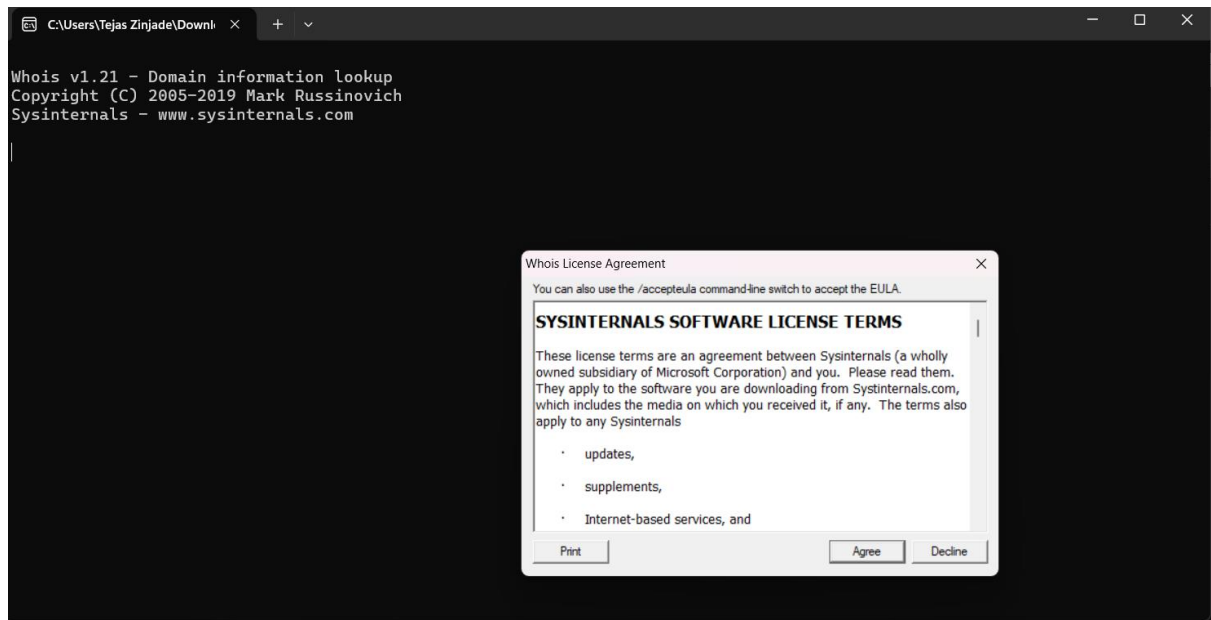 C:\Users\Tejas Zinjade\Downl
Whois v1.21 - Domain information lookup
Copyright (C) 2005-2019 Mark Russinovich
Sysinternals - www.sysinternals.com
Whois License Agreement
You can also use the /accepteula command-line switch to accept the EULA.
SYSINTERNALS SOFTWARE LICENSE TERMS
These license terms are an agreement between Sysinternals (a wholly
owned subsidiary of Microsoft Corporation) and you. Please read them.
They apply to the software you are downloading from Systinternals.com,
which includes the media on which you received it, if any. The terms also
apply to any Sysinternals
· updates,
· supplements,
· Internet-based services, and
Print Agree Decline